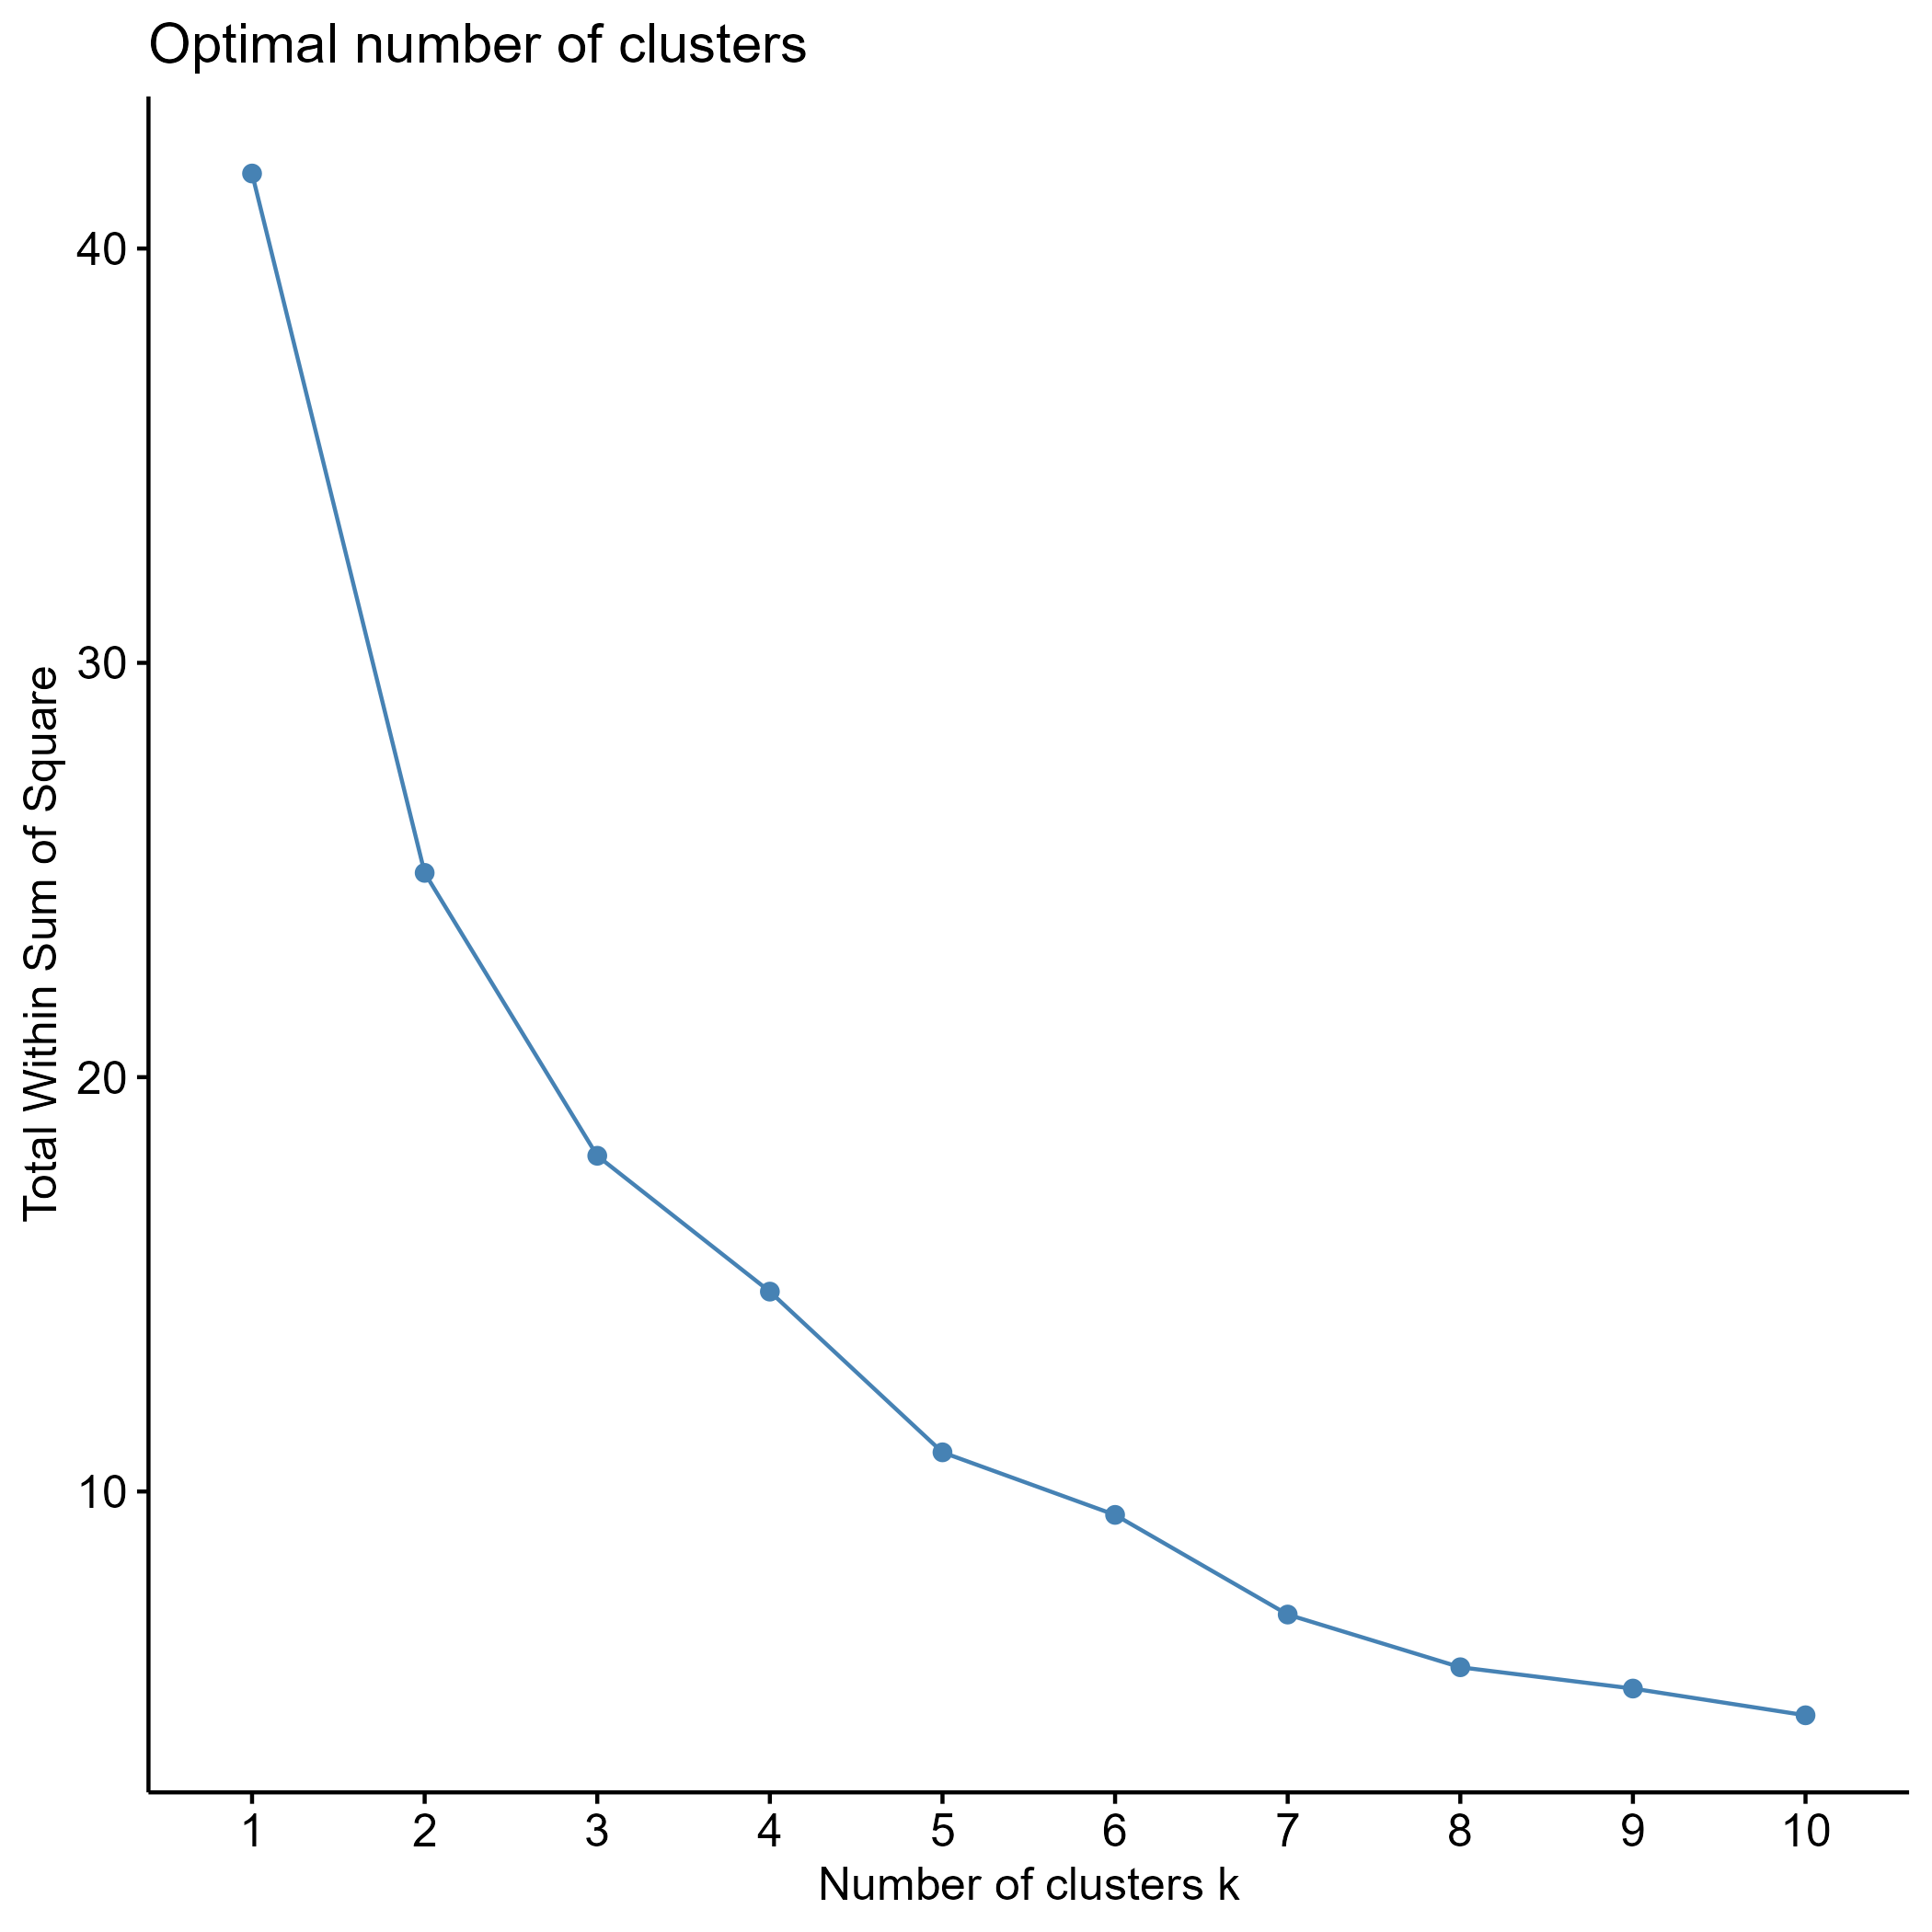 Optimal number of clusters
Total Within Sum of Square
40
30
20
10
1 2 3 4 5 6 7 8 9 10
Number of clusters k